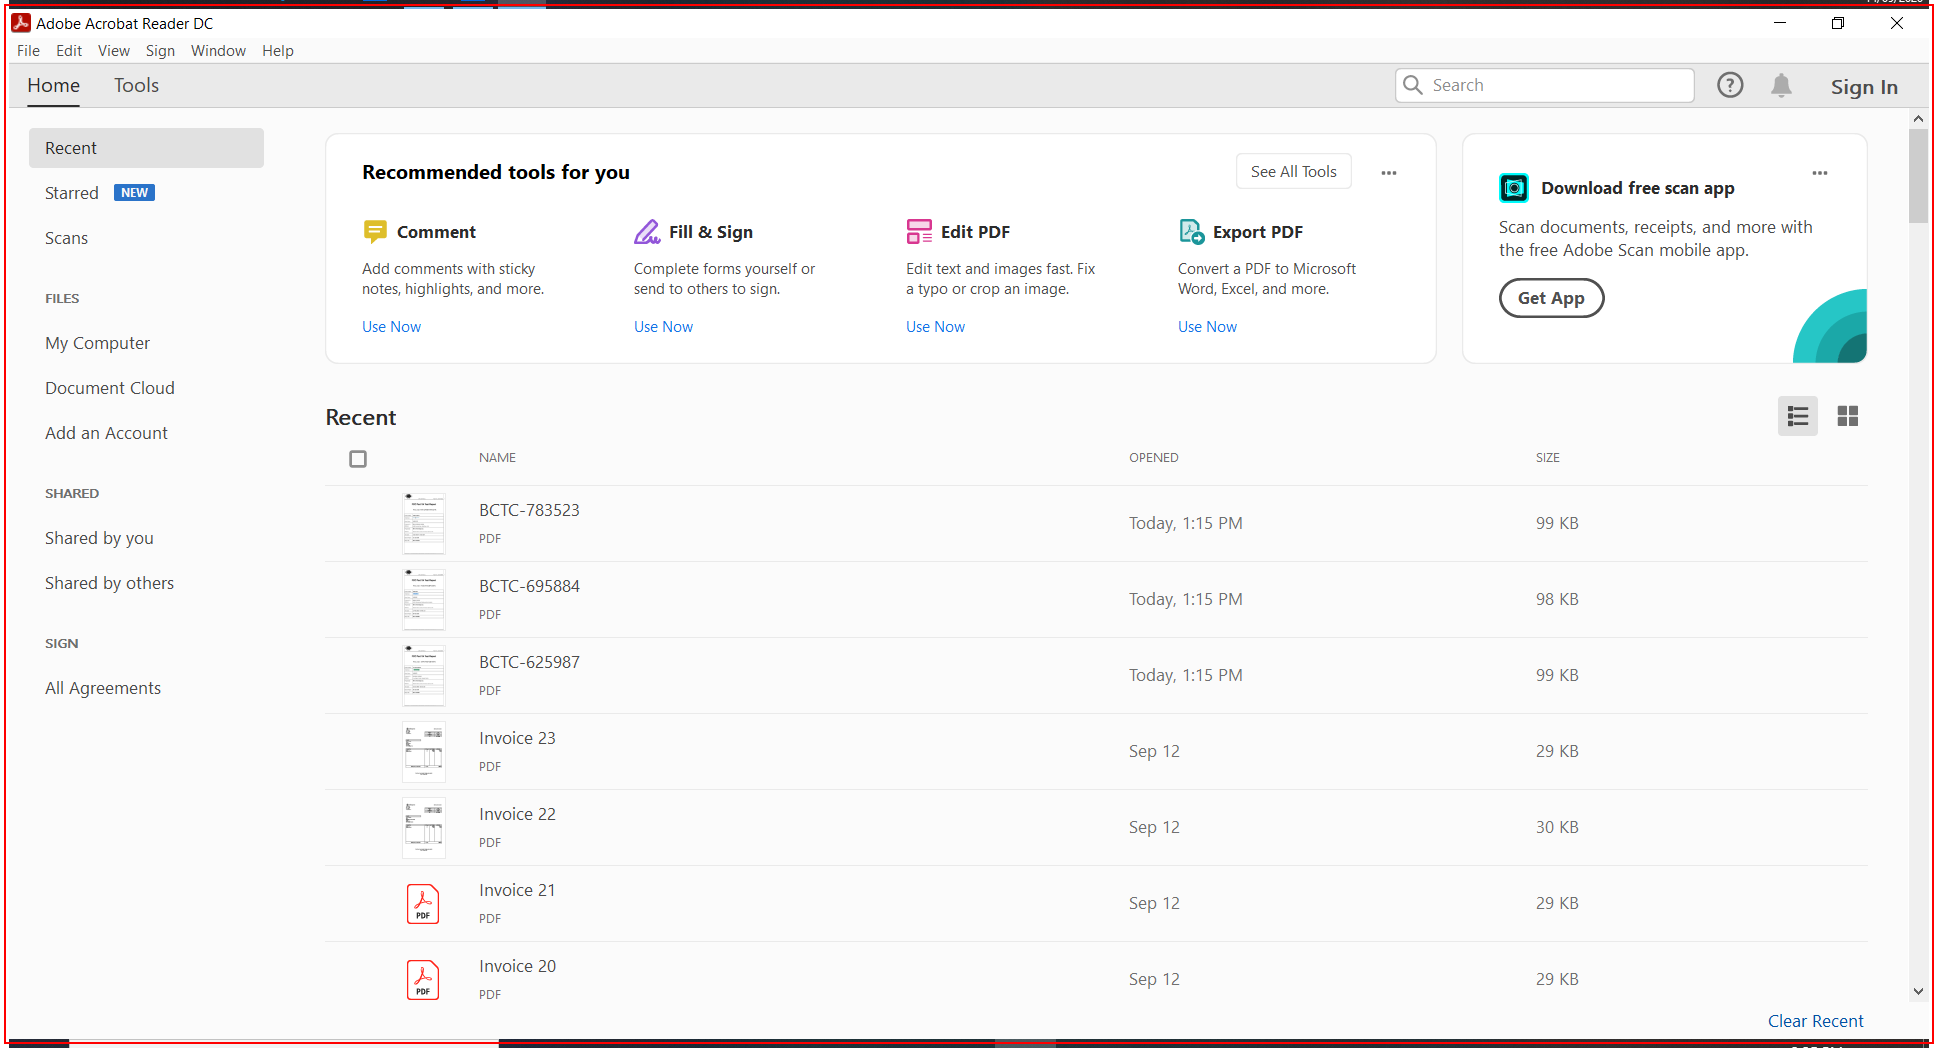 Adobe Acrobat Reader DC
File Edit View Sign Window Help
Home Tools Search Sign In
Recent
Starred NEW
Scans
FILES
My Computer
Document Cloud
Add an Account
SHARED
Shared by you
Shared by others
SIGN
All Agreements
Recommended tools for you
See All Tools
Comment
Add comments with sticky
notes, highlights, and more.
Use Now
Fill & Sign
Complete forms yourself or
send to others to sign.
Use Now
Edit PDF
Edit text and images fast. Fix
a typo or crop an image.
Use Now
Export PDF
Convert a PDF to Microsoft
Word, Excel, and more.
Use Now
Download free scan app
Scan documents, receipts, and more with
the free Adobe Scan mobile app.
Get App
Recent
NAME OPENED SIZE
BCTC-783523
PDF
Today, 1:15 PM 99 KB
BCTC-695884
PDF
Today, 1:15 PM 98 KB
BCTC-625987
PDF
Today, 1:15 PM 99 KB
Invoice 23
PDF
Sep 12 29 KB
Invoice 22
PDF
Sep 12 30 KB
PDF
Invoice 21
PDF
Sep 12 29 KB
PDF
Invoice 20
PDF
Sep 12 29 KB
Clear Recent